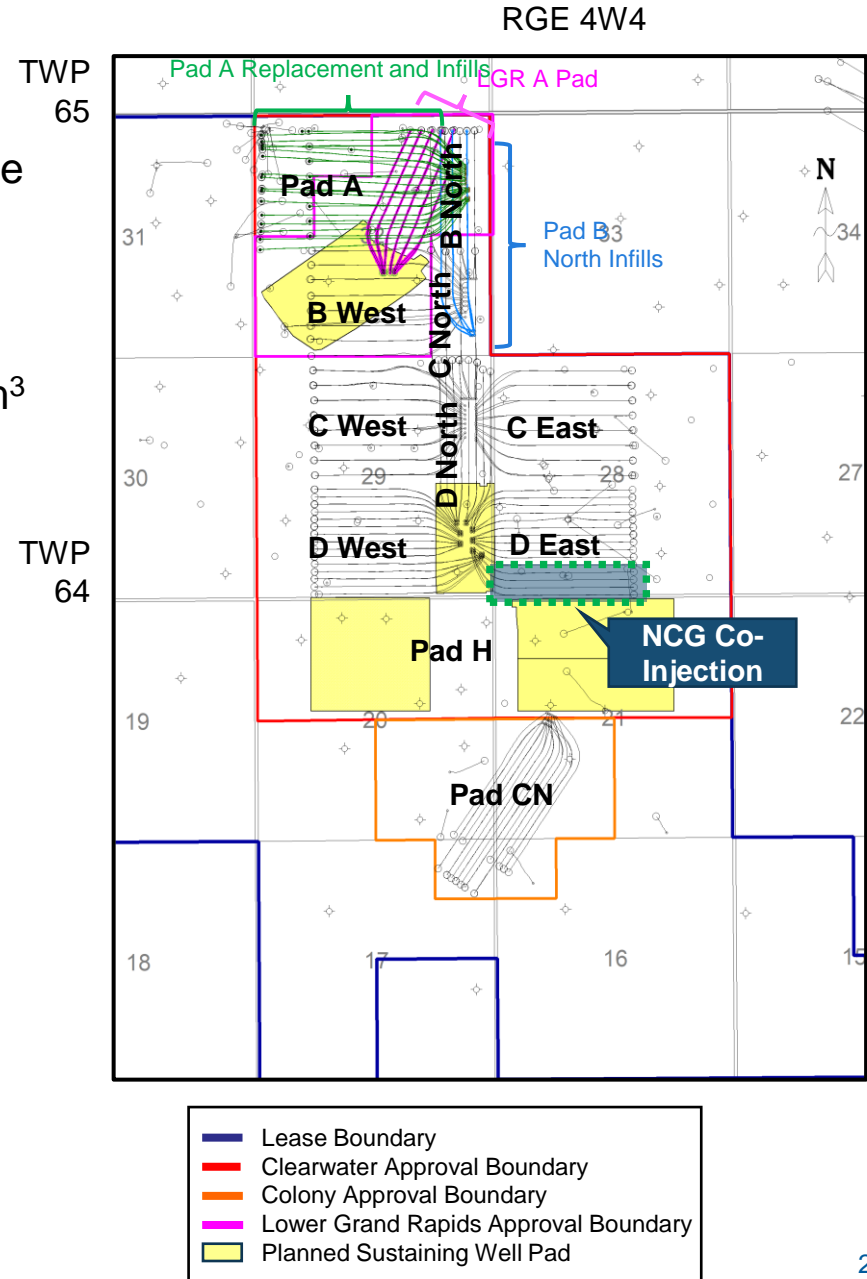 RGE 4W4
TWP
65
Pad A Replacement and Infills
LGR A Pad
e
Pad A
B North
N
31
Pad B
North Infills
33
34
B West
C North
n³
C West
C East
D North
30
29
28
27
TWP
64
D West
D East
NCG Co-
Injection
Pad H
19
20
21
22
Pad CN
18
17
16
15
Lease Boundary
Clearwater Approval Boundary
Colony Approval Boundary
Lower Grand Rapids Approval Boundary
Planned Sustaining Well Pad
2